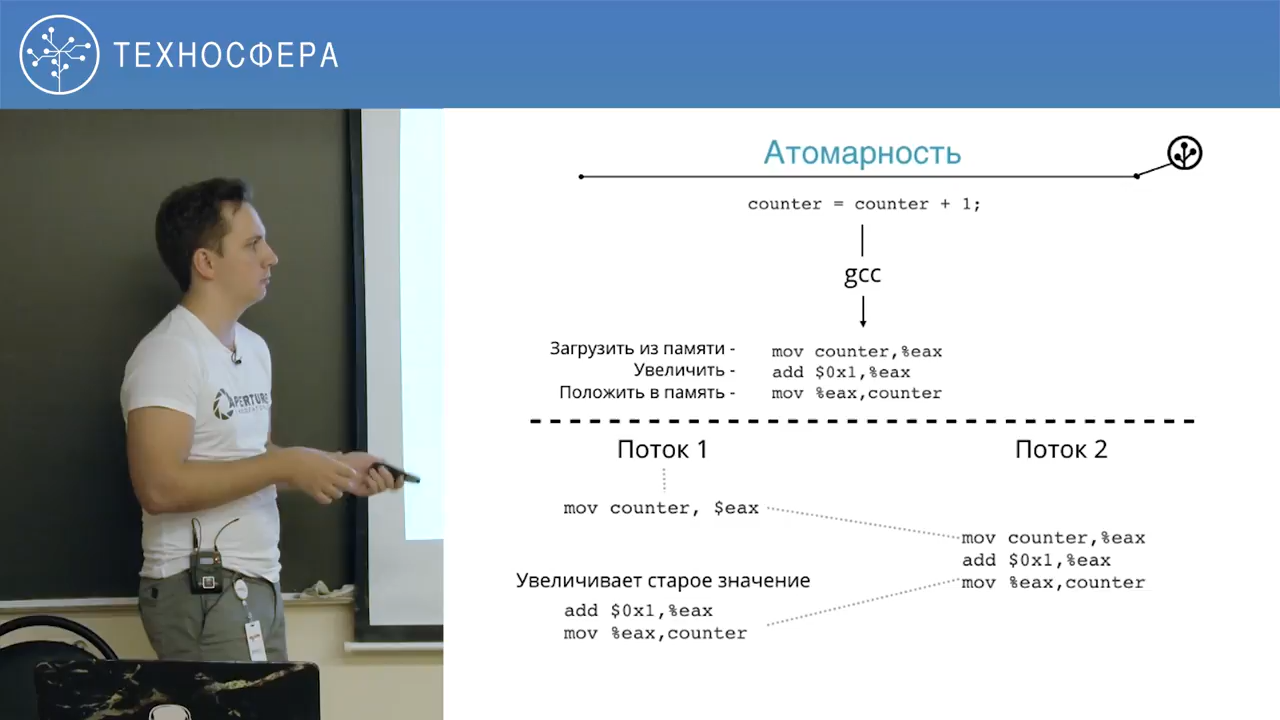 ТЕХНОСФЕРА
Атомарность
counter = counter + 1;
gcc
Загрузить из памяти - mov counter,%eax
Увеличить - add $0x1,%eax
Положить в память - mov %eax,counter
Поток 1
Поток 2
mov counter, $eax
mov counter,%eax
add $0x1,%eax
mov %eax,counter
Увеличивает старое значение
add $0x1,%eax
mov %eax,counter
APERTURE